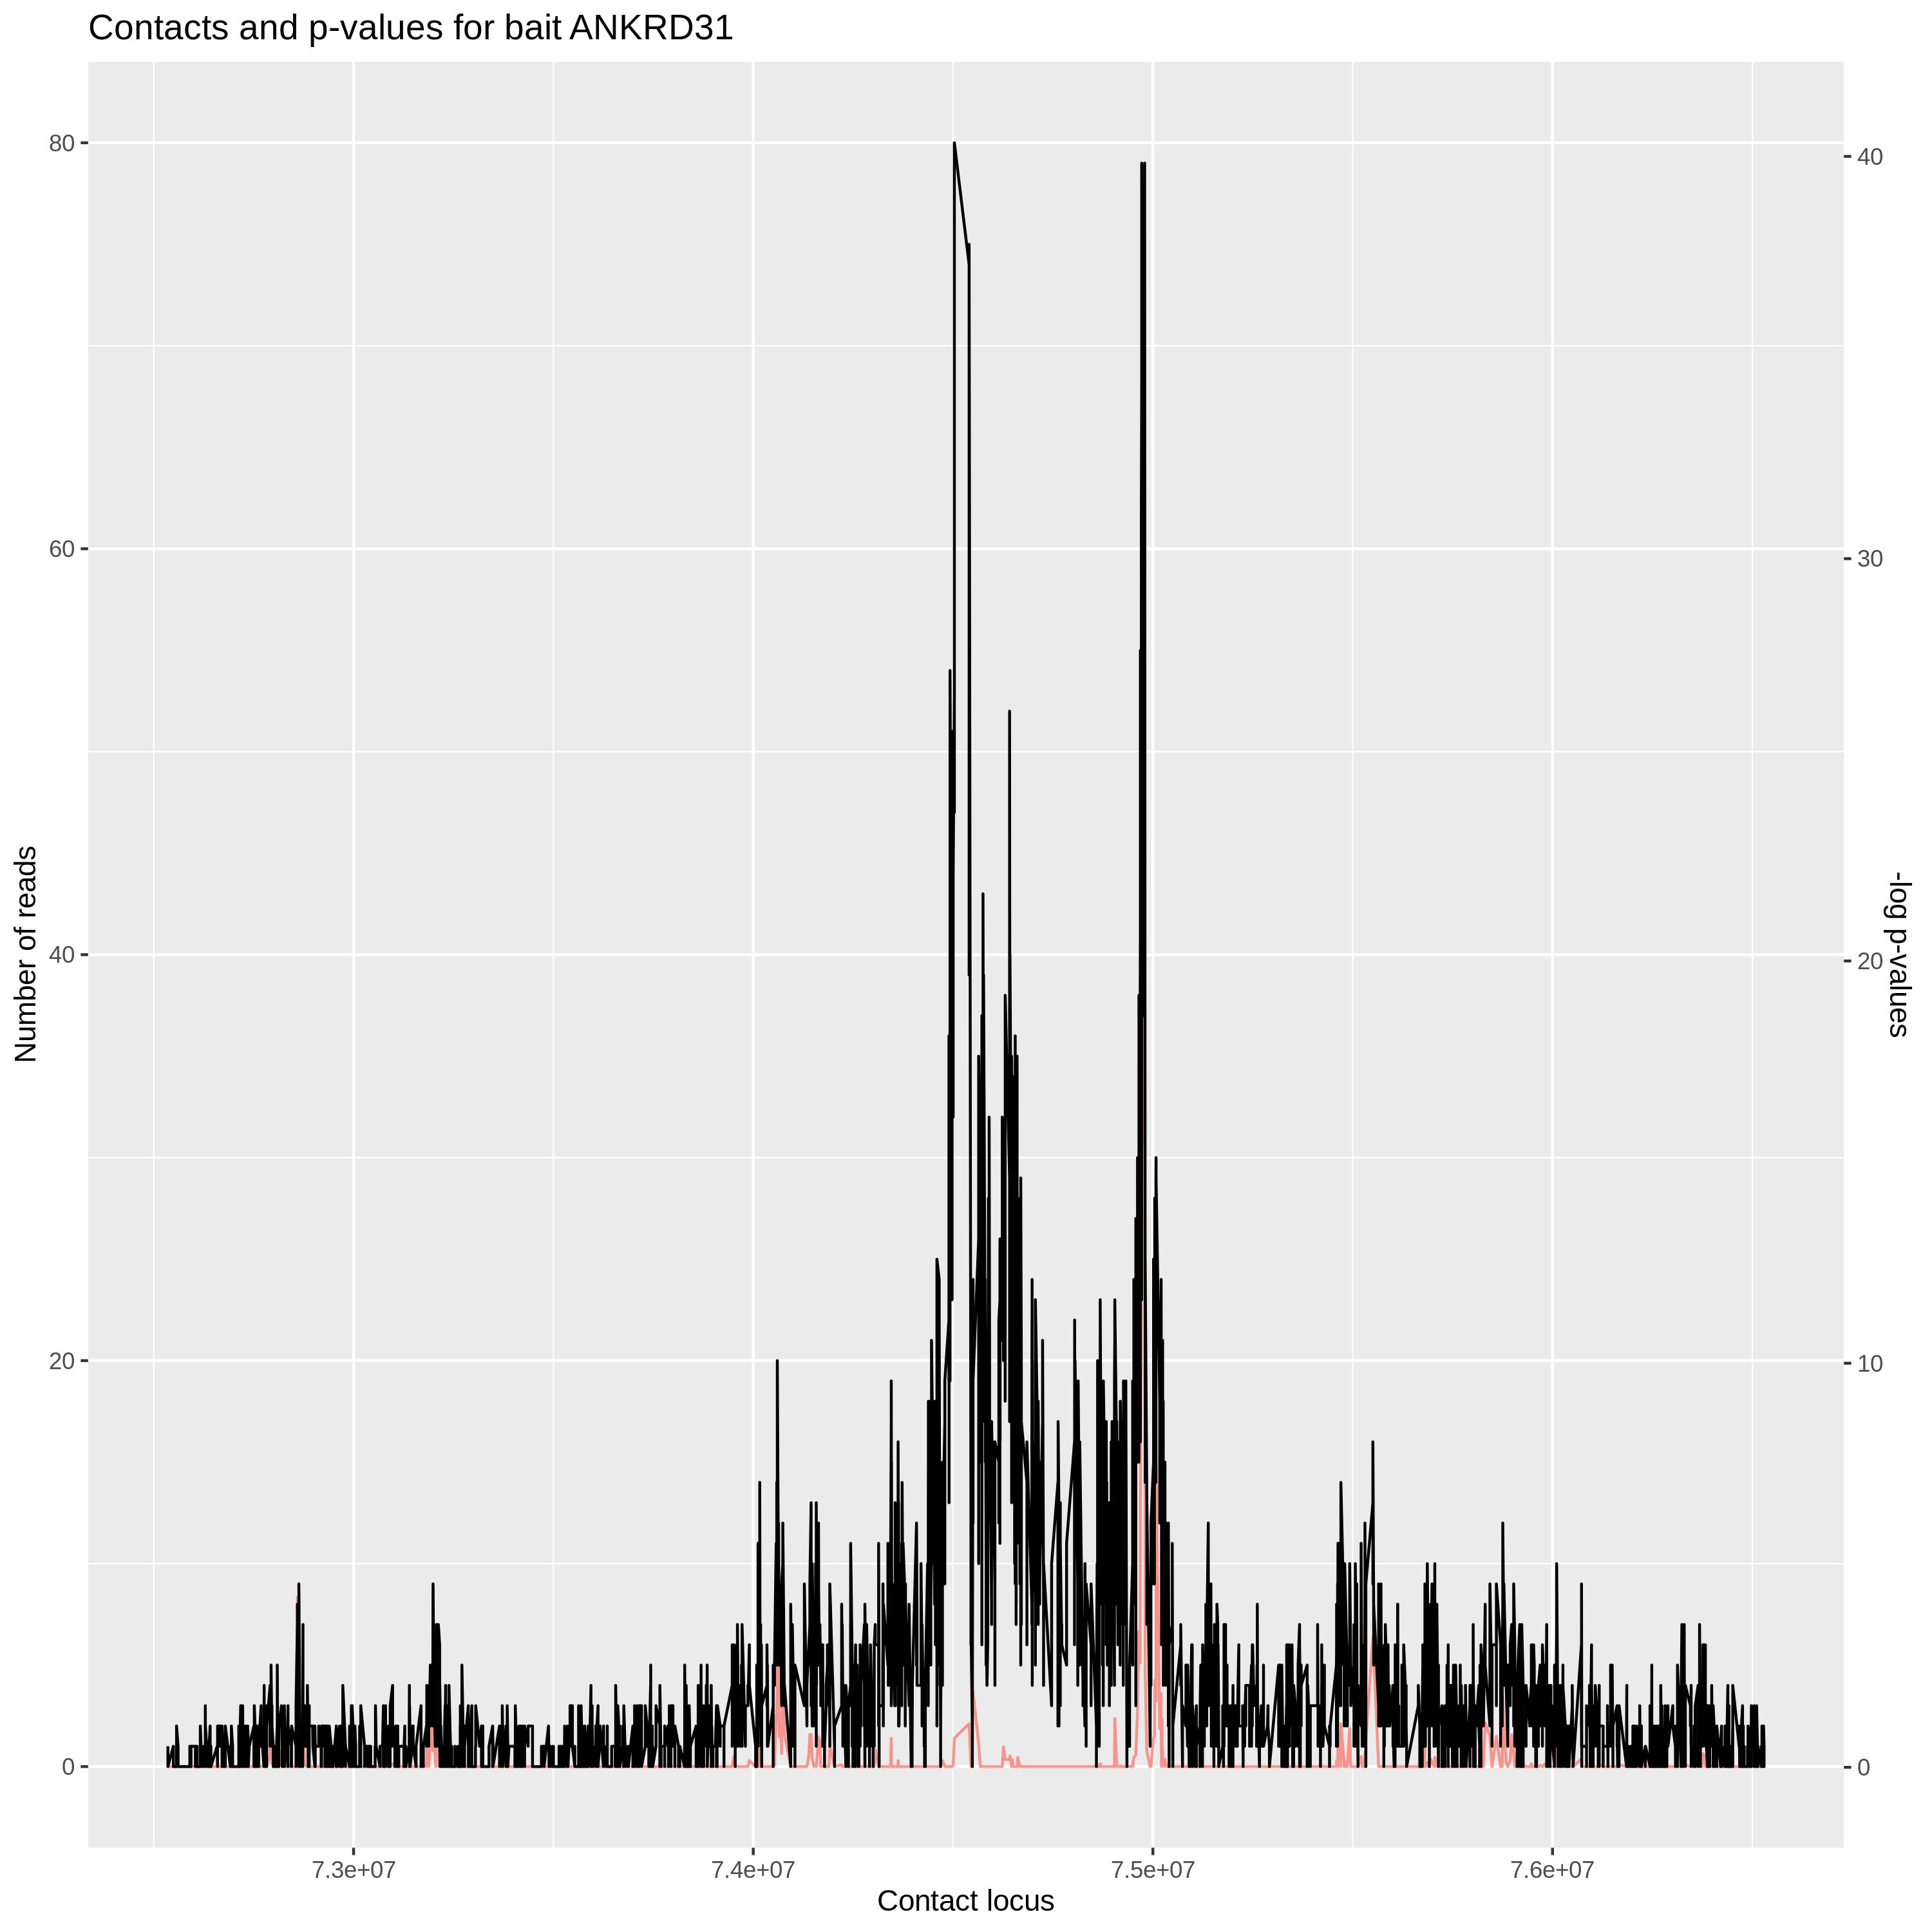 Contacts and p-values for bait ANKRD31
80
60
40
20
0
Number of reads
40
30
20
10
0
-log p-values
7.3e+07
7.4e+07
7.5e+07
7.6e+07
Contact locus